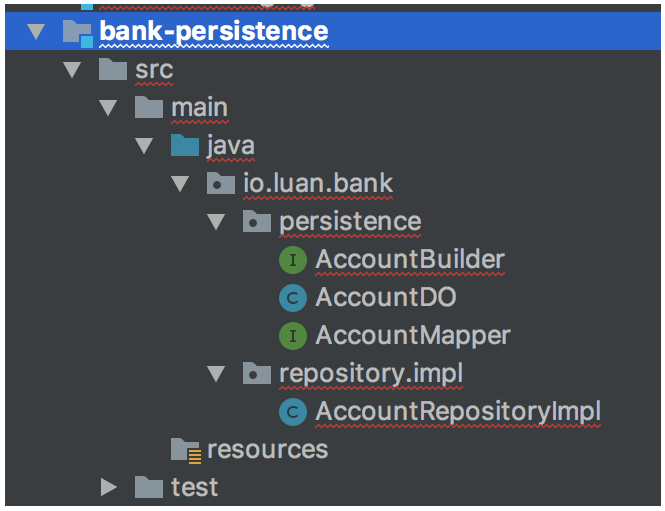 bank-persistence
src
main
java
io.luan.bank
persistence
I AccountBuilder
C AccountDO
I AccountMapper
repository.impl
C AccountRepositoryImpl
resources
test